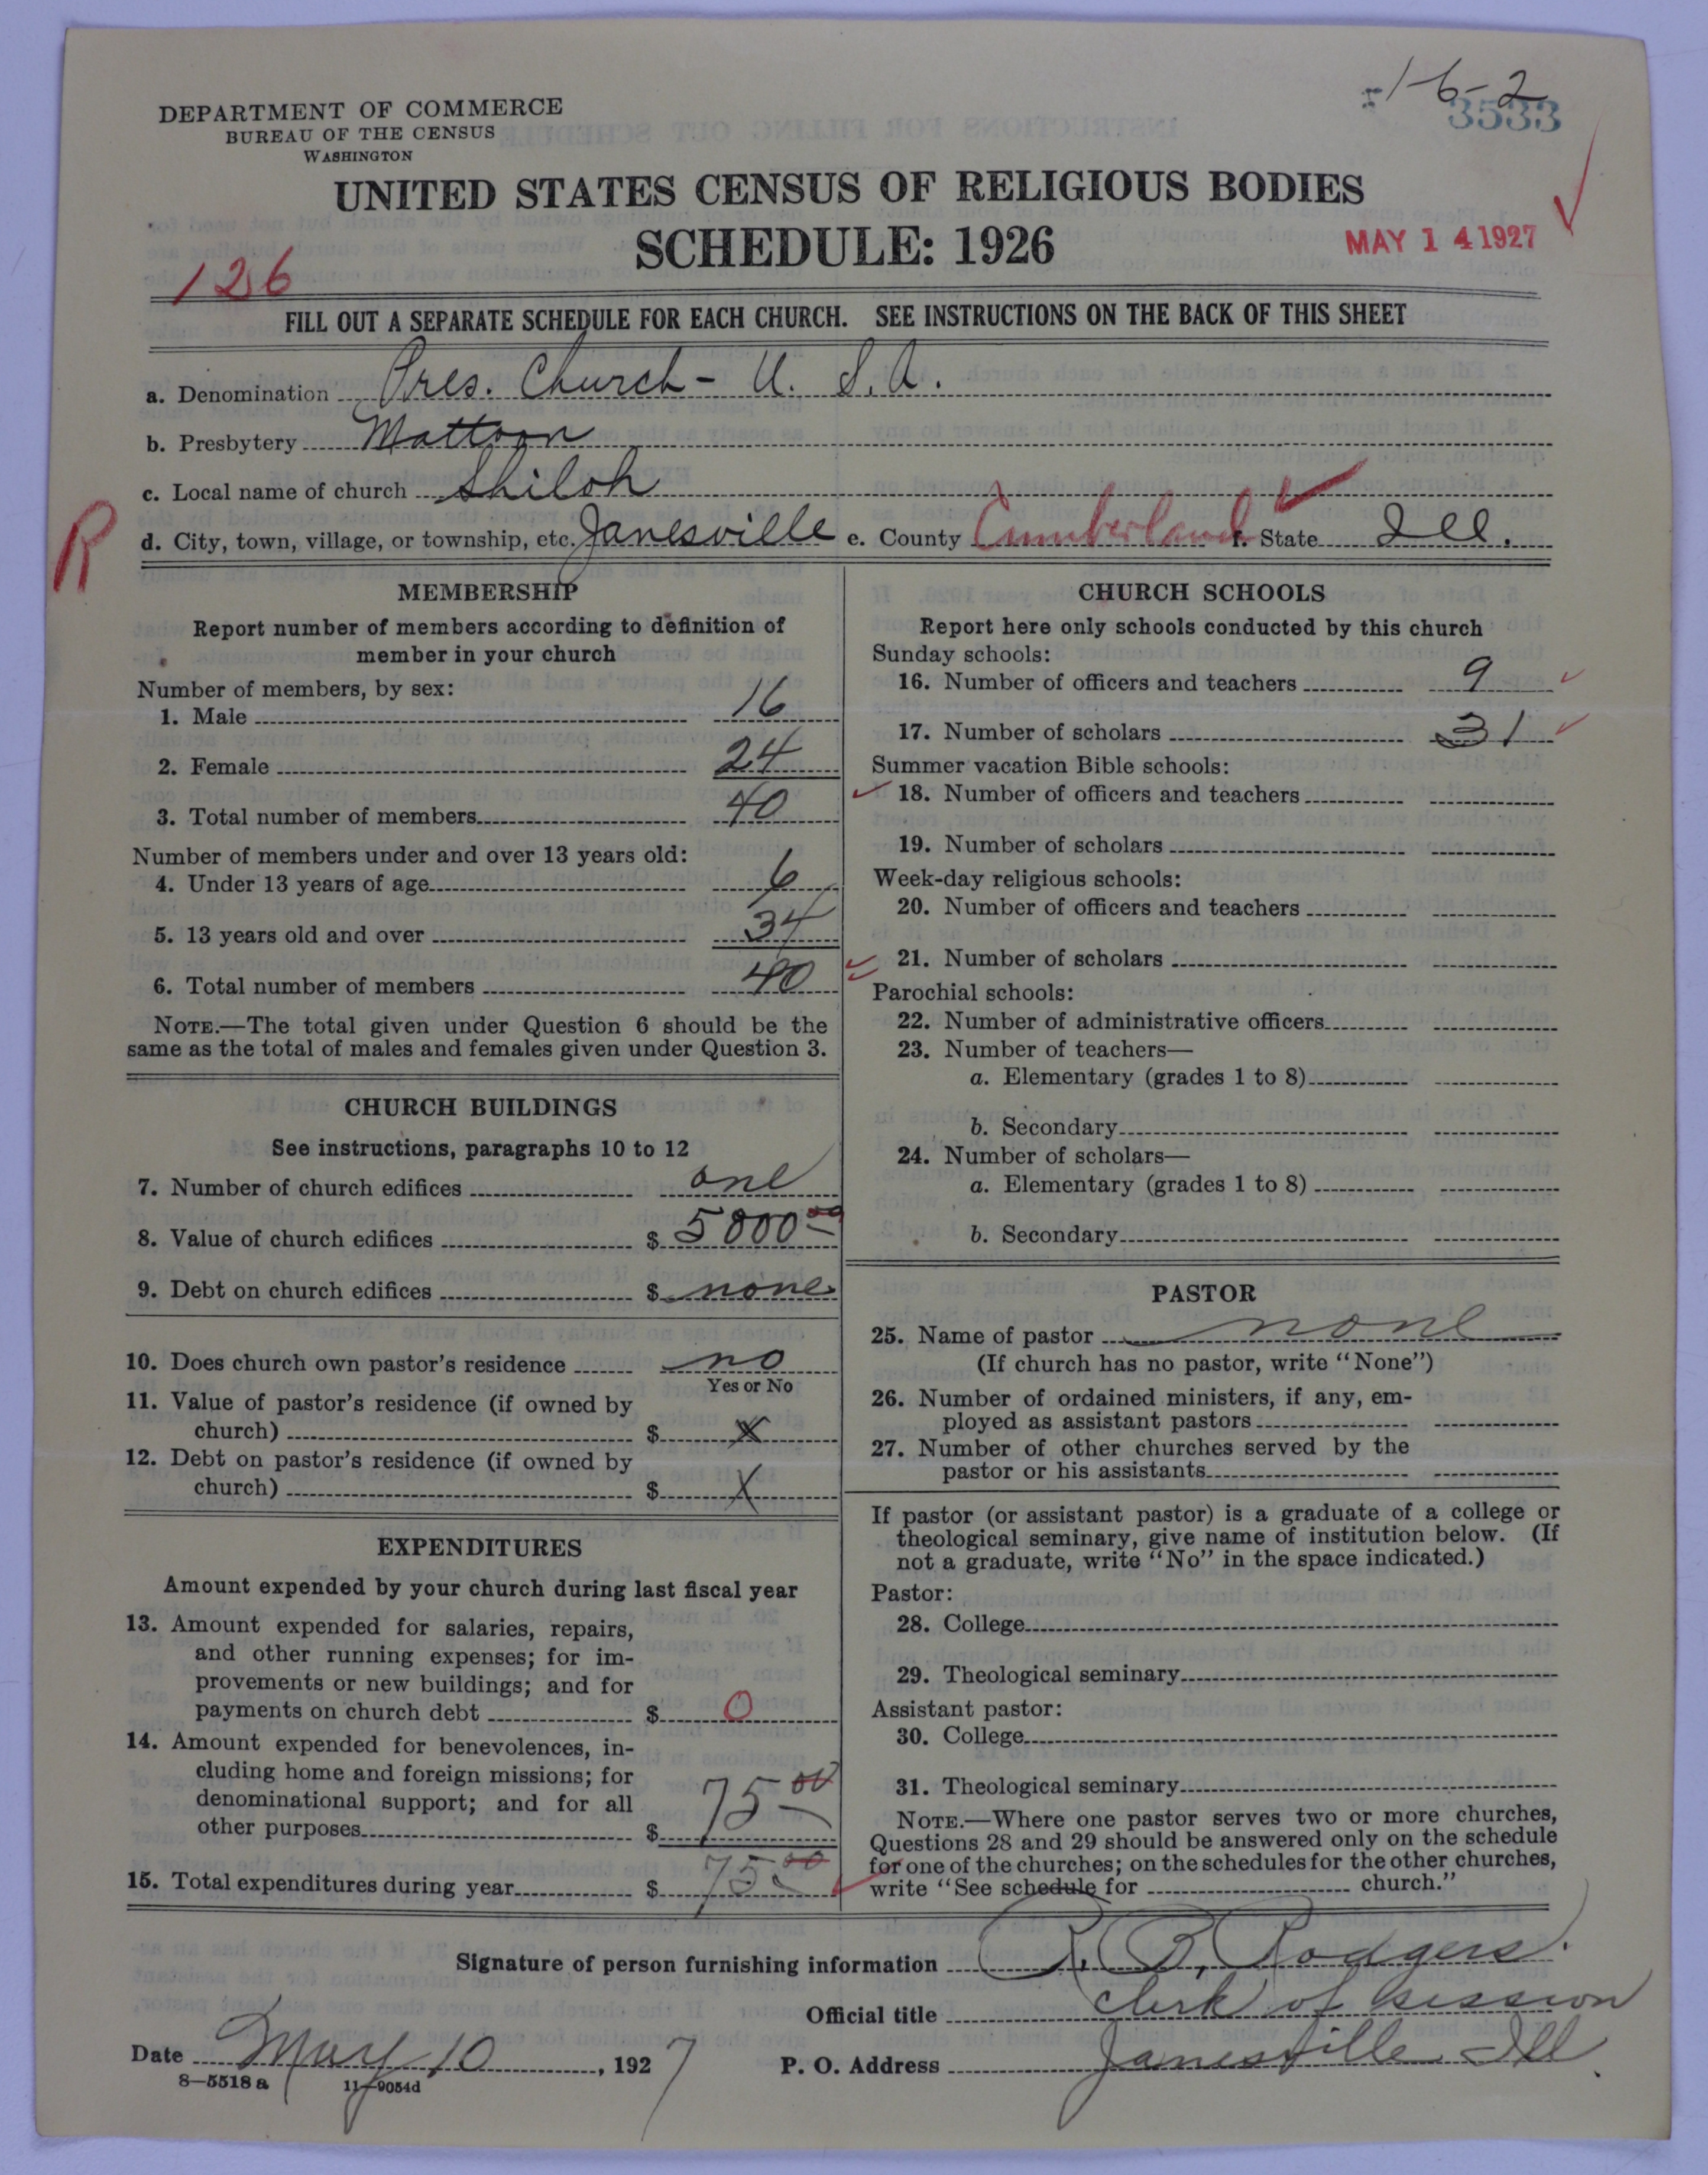 1-6-2
3533
DEPARTMENT OF COMMERCE
BUREAU OF THE CENSUS
WASHINGTON
UNITED STATES CENSUS OF RELIGIOUS BODIES
SCHEDULE: 1926
MAY 14 1927
126
FILL OUT A SEPARATE SCHEDULE FOR EACH CHURCH. SEE INSTRUCTIONS ON THE BACK OF THIS SHEET
a. Denomination Pres. Church - U. S. A.
b. Presbytery Mattoon
c. Local name of church Shiloh
R
d. City, town, village, or township, etc. Janesville e. County Cumberland f. State Ill.
MEMBERSHIP
Report number of members according to definition of
member in your church
Number of members, by sex:
1. Male 16
2. Female 24
3. Total number of members 40
Number of members under and over 13 years old:
4. Under 13 years of age 6
5. 13 years old and over 34
6. Total number of members 40
NOTE.—The total given under Question 6 should be the
same as the total of males and females given under Question 3.
CHURCH BUILDINGS
See instructions, paragraphs 10 to 12
7. Number of church edifices one
8. Value of church edifices $ 5000 00
9. Debt on church edifices $ none
10. Does church own pastor's residence no
Yes or No
11. Value of pastor's residence (if owned by
church) $ X
12. Debt on pastor's residence (if owned by
church) $ X
EXPENDITURES
Amount expended by your church during last fiscal year
13. Amount expended for salaries, repairs,
and other running expenses; for im-
provements or new buildings; and for
payments on church debt $ 0
14. Amount expended for benevolences, in-
cluding home and foreign missions; for
denominational support; and for all
other purposes $ 75 00
15. Total expenditures during year $ 75 00
CHURCH SCHOOLS
Report here only schools conducted by this church
Sunday schools:
16. Number of officers and teachers 9
17. Number of scholars 31
Summer vacation Bible schools:
18. Number of officers and teachers
19. Number of scholars
Week-day religious schools:
20. Number of officers and teachers
21. Number of scholars
Parochial schools:
22. Number of administrative officers
23. Number of teachers—
a. Elementary (grades 1 to 8)
b. Secondary
24. Number of scholars—
a. Elementary (grades 1 to 8)
b. Secondary
PASTOR
25. Name of pastor none
(If church has no pastor, write "None")
26. Number of ordained ministers, if any, em-
ployed as assistant pastors
27. Number of other churches served by the
pastor or his assistants
If pastor (or assistant pastor) is a graduate of a college or
theological seminary, give name of institution below. (If
not a graduate, write "No" in the space indicated.)
Pastor:
28. College
29. Theological seminary
Assistant pastor:
30. College
31. Theological seminary
NOTE.—Where one pastor serves two or more churches,
Questions 28 and 29 should be answered only on the schedule
for one of the churches; on the schedules for the other churches,
write "See schedule for church."
Signature of person furnishing information R. B. Rodgers.
Official title Clerk of Session
Date May 10, 1927 P. O. Address Janesville Ill.
8—5518 a 11—9054d